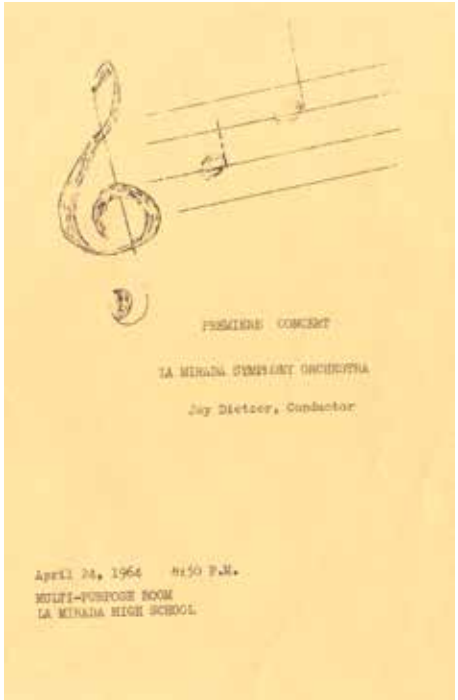 PREMIERE CONCERT
LA MIRADA SYMPHONY ORCHESTRA
Jay Dietzer, Conductor
April 24, 1964 8:30 P.M.
MULTI-PURPOSE ROOM
LA MIRADA HIGH SCHOOL